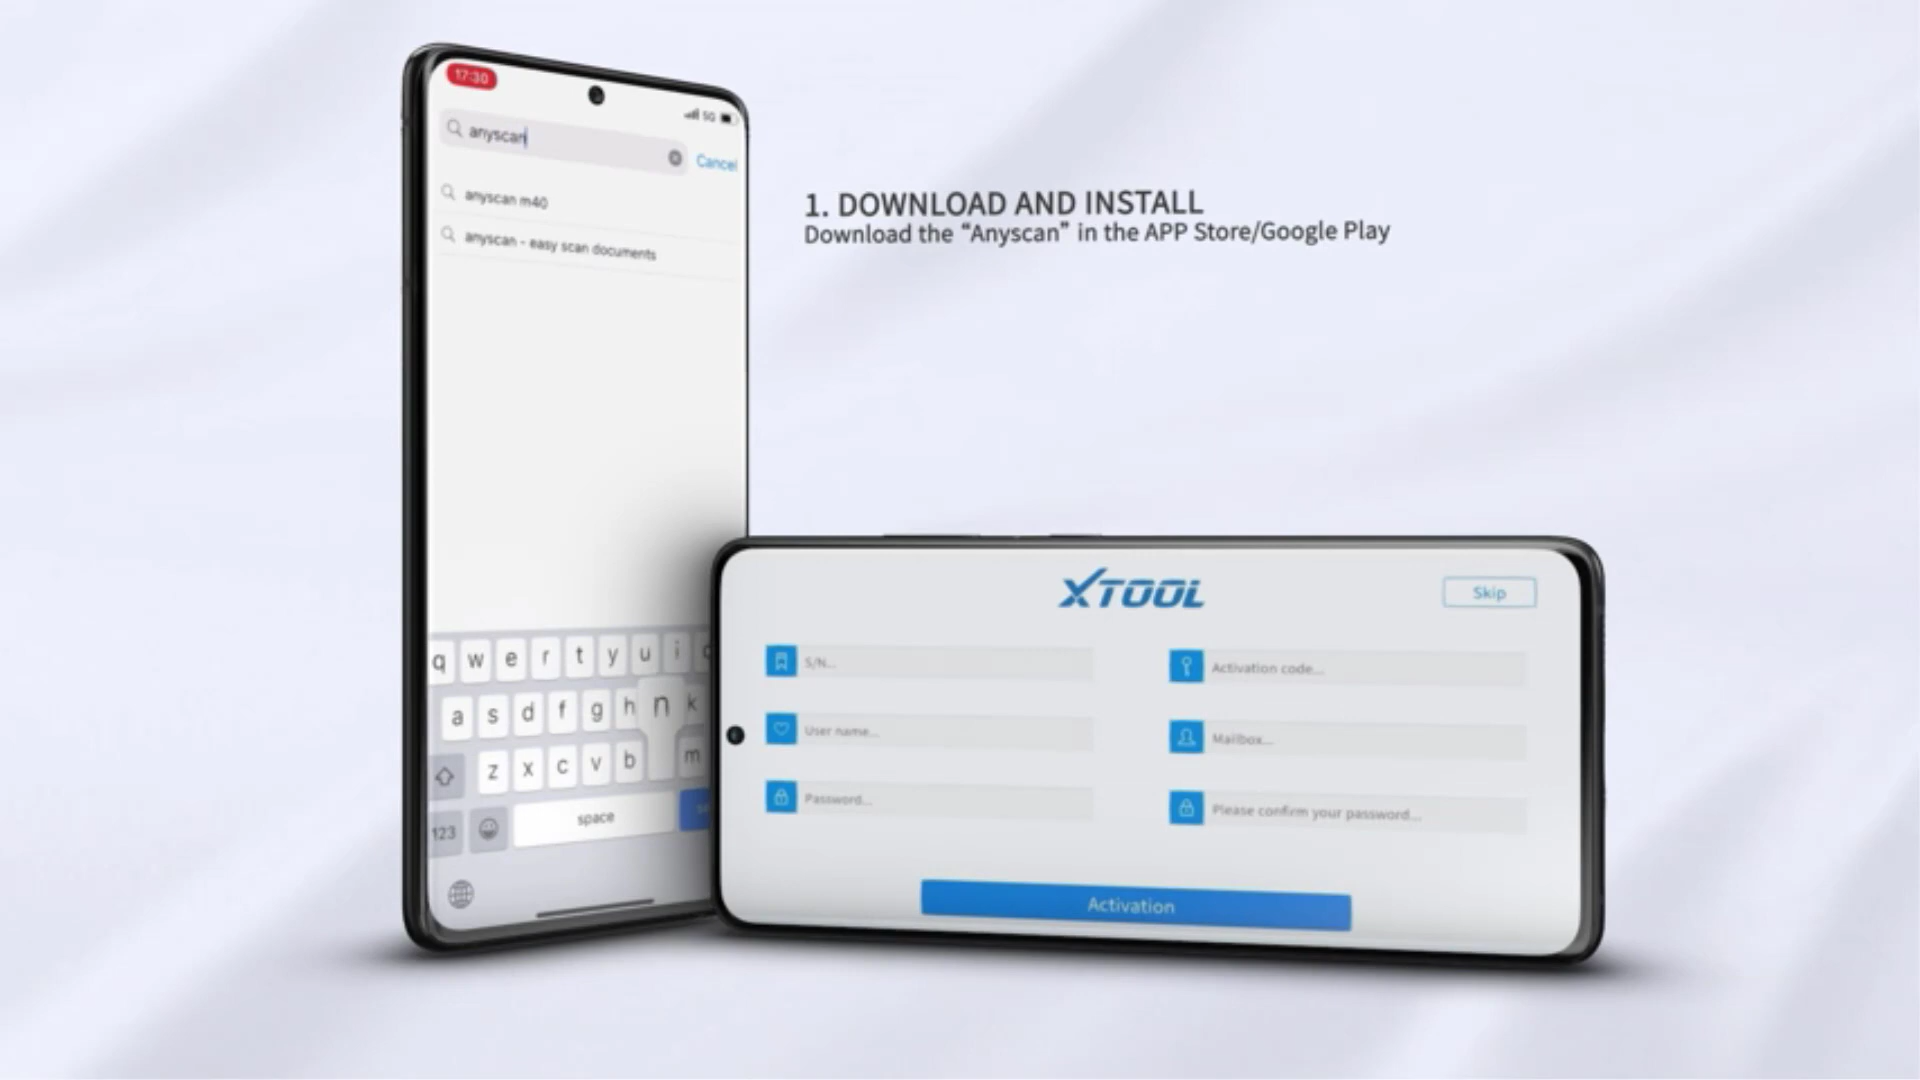 17:30
5G
anyscan
Cancel
anyscan m40
anyscan - easy scan documents
1. DOWNLOAD AND INSTALL
Download the “Anyscan” in the APP Store/Google Play
q w e r t y u i
a s d f g h n k
z x c v b m
123 space
XTOOL
Skip
S/N...
Activation code...
User name...
Mailbox...
Password...
Please confirm your password...
Activation